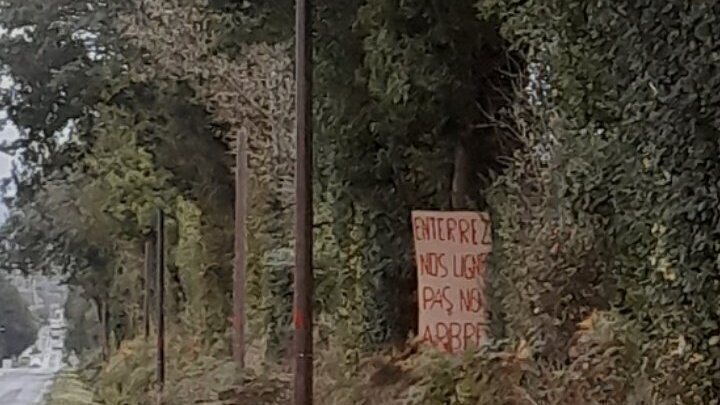 ENTERREZ
NOS LIGNE
PAS NO
ARBRE